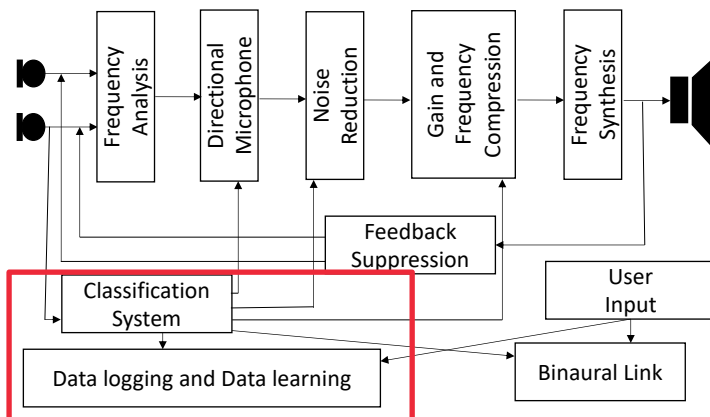 Frequency
Analysis
Directional
Microphone
Noise
Reduction
Gain and
Frequency
Compression
Frequency
Synthesis
Feedback
Suppression
Classification
System
User
Input
Data logging and Data learning
Binaural Link